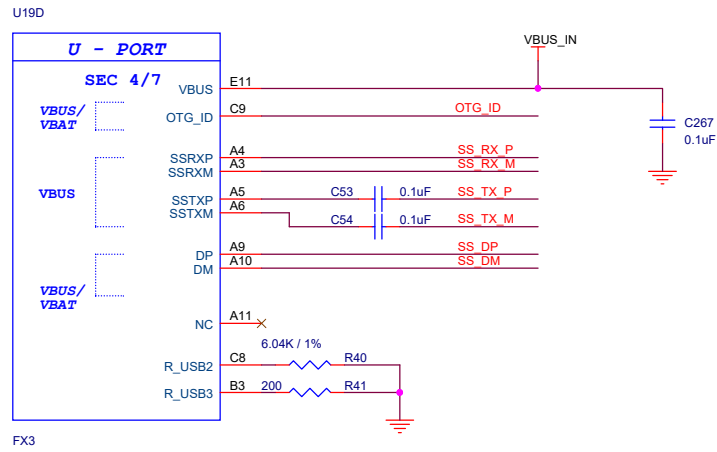 U19D
U - PORT
SEC 4/7
VBUS_IN
VBUS E11
VBUS/
VBAT
OTG_ID C9 OTG_ID
C267
0.1uF
SSRXP A4 SS_RX_P
SSRXM A3 SS_RX_M
VBUS
SSTXP A5 C53 0.1uF SS_TX_P
SSTXM A6 C54 0.1uF SS_TX_M
DP A9 SS_DP
DM A10 SS_DM
VBUS/
VBAT
NC A11
6.04K / 1%
R_USB2 C8 R40
R_USB3 B3 200 R41
FX3